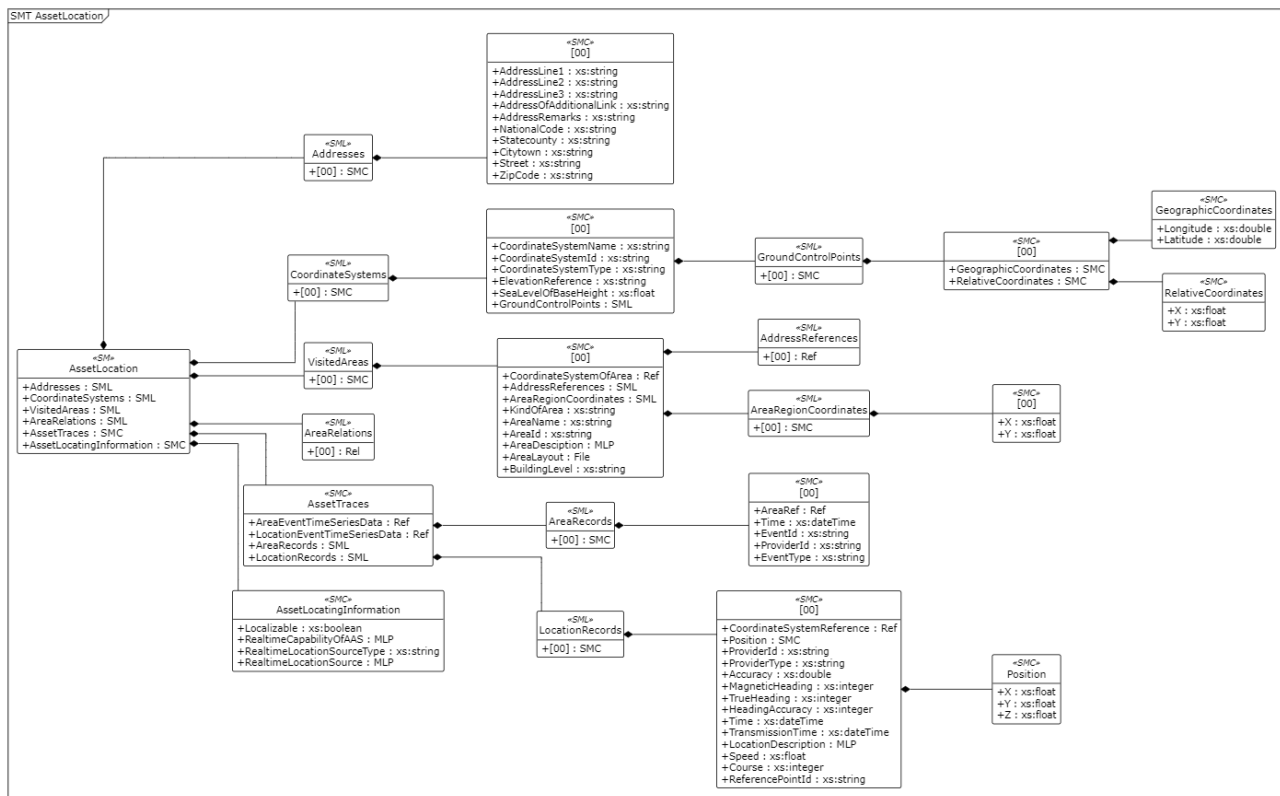 SMT AssetLocation
«SMC»
[00]
+AddressLine1 : xs:string
+AddressLine2 : xs:string
+AddressLine3 : xs:string
+AddressOfAdditionalLink : xs:string
+AddressRemarks : xs:string
+NationalCode : xs:string
+Statecounty : xs:string
+Citytown : xs:string
+Street : xs:string
+ZipCode : xs:string
«SML»
Addresses
+[00] : SMC
«SMC»
GeographicCoordinates
+Longitude : xs:double
+Latitude : xs:double
«SMC»
[00]
+CoordinateSystemName : xs:string
+CoordinateSystemId : xs:string
+CoordinateSystemType : xs:string
+ElevationReference : xs:string
+SeaLevelOfBaseHeight : xs:float
+GroundControlPoints : SML
«SML»
GroundControlPoints
+[00] : SMC
«SMC»
[00]
+GeographicCoordinates : SMC
+RelativeCoordinates : SMC
«SML»
CoordinateSystems
+[00] : SMC
«SMC»
RelativeCoordinates
+X : xs:float
+Y : xs:float
«SML»
AddressReferences
+[00] : Ref
«SM»
AssetLocation
+Addresses : SML
+CoordinateSystems : SML
+VisitedAreas : SML
+AreaRelations : SML
+AssetTraces : SMC
+AssetLocatingInformation : SMC
«SML»
VisitedAreas
+[00] : SMC
«SMC»
[00]
+CoordinateSystemOfArea : Ref
+AddressReferences : SML
+AreaRegionCoordinates : SML
+KindOfArea : xs:string
+AreaName : xs:string
+AreaId : xs:string
+AreaDesciption : MLP
+AreaLayout : File
+BuildingLevel : xs:string
«SML»
AreaRegionCoordinates
+[00] : SMC
«SMC»
[00]
+X : xs:float
+Y : xs:float
«SML»
AreaRelations
+[00] : Rel
«SMC»
AssetTraces
+AreaEventTimeSeriesData : Ref
+LocationEventTimeSeriesData : Ref
+AreaRecords : SML
+LocationRecords : SML
«SML»
AreaRecords
+[00] : SMC
«SMC»
[00]
+AreaRef : Ref
+Time : xs:dateTime
+EventId : xs:string
+ProviderId : xs:string
+EventType : xs:string
«SMC»
AssetLocatingInformation
+Localizable : xs:boolean
+RealtimeCapabilityOfAAS : MLP
+RealtimeLocationSourceType : xs:string
+RealtimeLocationSource : MLP
«SML»
LocationRecords
+[00] : SMC
«SMC»
[00]
+CoordinateSystemReference : Ref
+Position : SMC
+ProviderId : xs:string
+ProviderType : xs:string
+Accuracy : xs:double
+MagneticHeading : xs:integer
+TrueHeading : xs:integer
+HeadingAccuracy : xs:integer
+Time : xs:dateTime
+TransmissionTime : xs:dateTime
+LocationDescription : MLP
+Speed : xs:float
+Course : xs:integer
+ReferencePointId : xs:string
«SMC»
Position
+X : xs:float
+Y : xs:float
+Z : xs:float